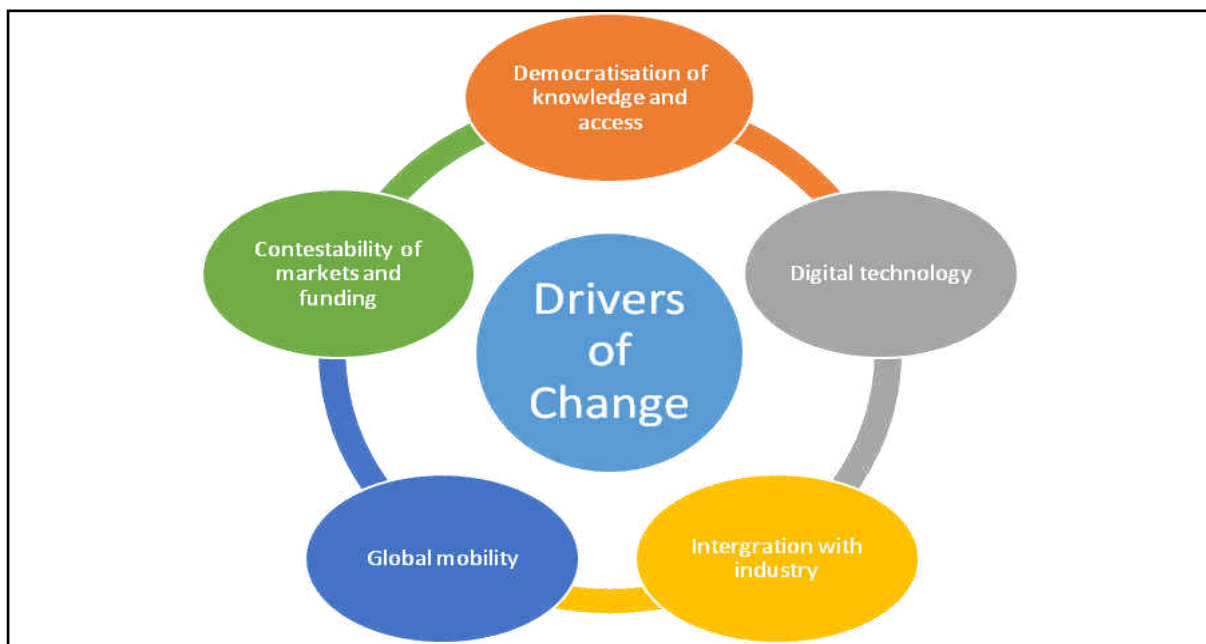 Democratisation of
knowledge and
access
Contestability of
markets and
funding
Digital technology
Drivers
of
Change
Global mobility
Intergration with
industry